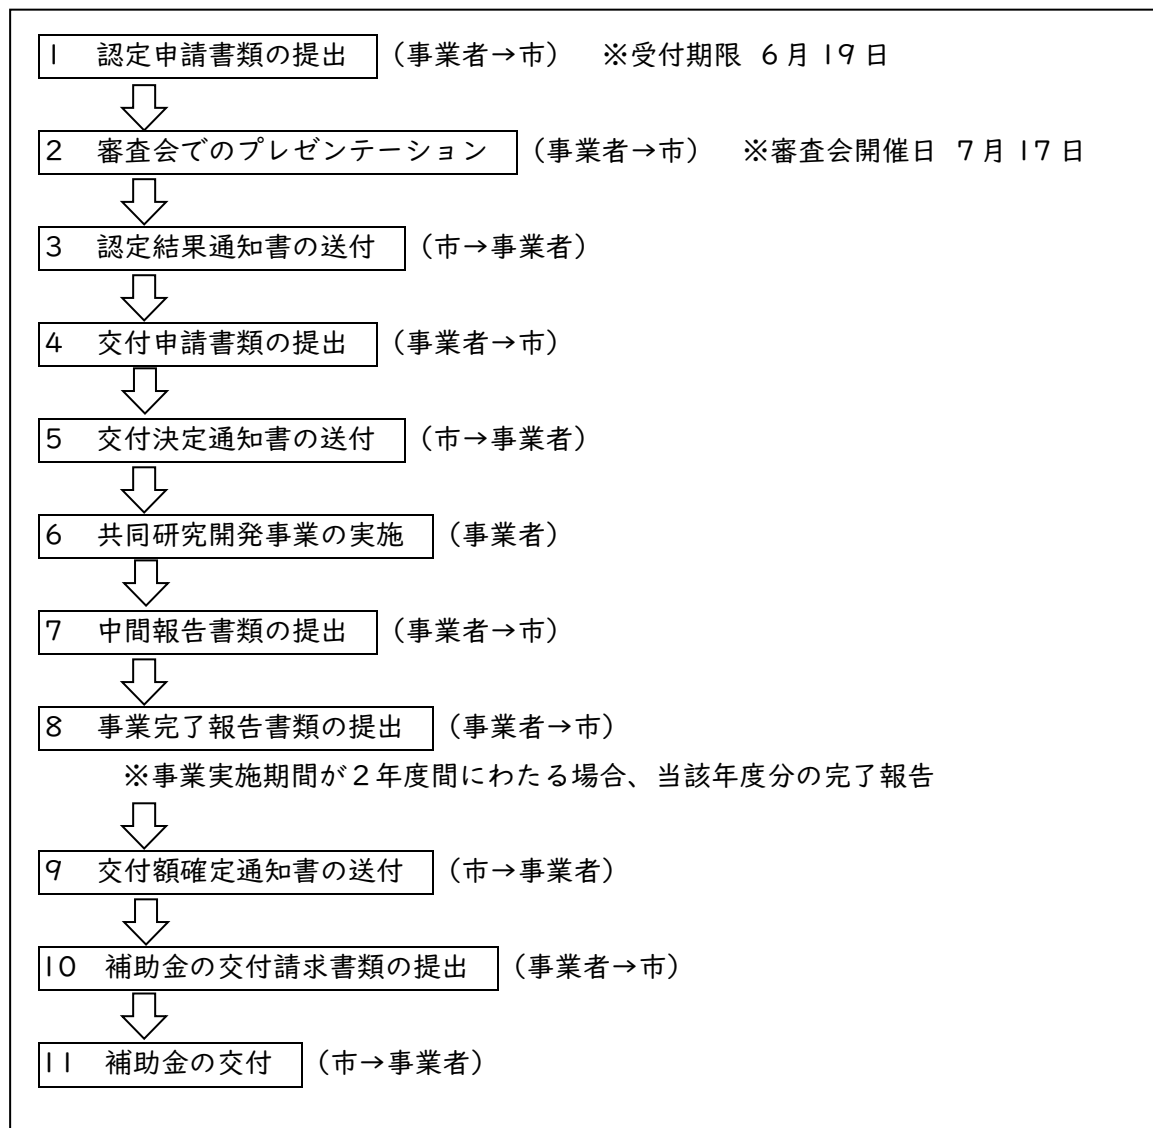 1 認定申請書類の提出 (事業者→市) ※受付期限 6月19日
2 審査会でのプレゼンテーション (事業者→市) ※審査会開催日 7月17日
3 認定結果通知書の送付 (市→事業者)
4 交付申請書類の提出 (事業者→市)
5 交付決定通知書の送付 (市→事業者)
6 共同研究開発事業の実施 (事業者)
7 中間報告書類の提出 (事業者→市)
8 事業完了報告書類の提出 (事業者→市)
※事業実施期間が2年度間にわたる場合、当該年度分の完了報告
9 交付額確定通知書の送付 (市→事業者)
10 補助金の交付請求書類の提出 (事業者→市)
11 補助金の交付 (市→事業者)